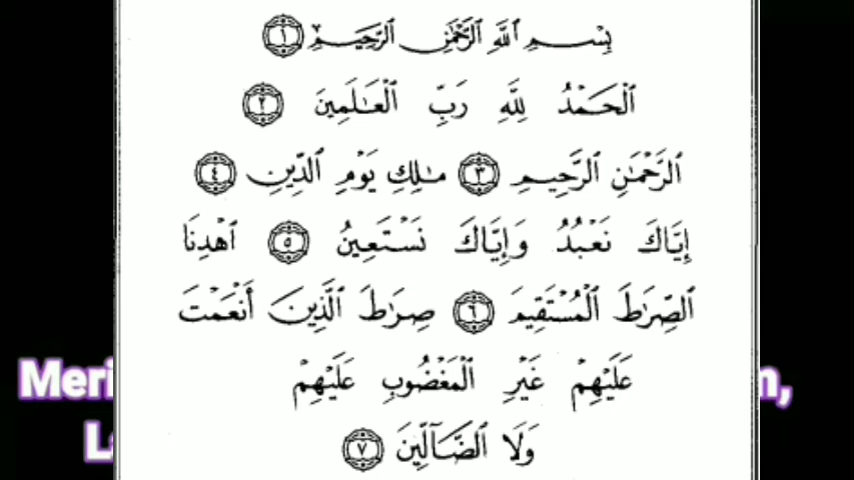 بِسْمِ ٱللَّهِ ٱلرَّحْمَٰنِ ٱلرَّحِيمِ ١
ٱلْحَمْدُ لِلَّهِ رَبِّ ٱلْعَٰلَمِينَ ٢
ٱلرَّحْمَٰنِ ٱلرَّحِيمِ ٣ مَٰلِكِ يَوْمِ ٱلدِّينِ ٤
إِيَّاكَ نَعْبُدُ وَإِيَّاكَ نَسْتَعِينُ ٥ ٱهْدِنَا
ٱلصِّرَٰطَ ٱلْمُسْتَقِيمَ ٦ صِرَٰطَ ٱلَّذِينَ أَنْعَمْتَ
عَلَيْهِمْ غَيْرِ ٱلْمَغْضُوبِ عَلَيْهِمْ
وَلَا ٱلضَّآلِّينَ ٧